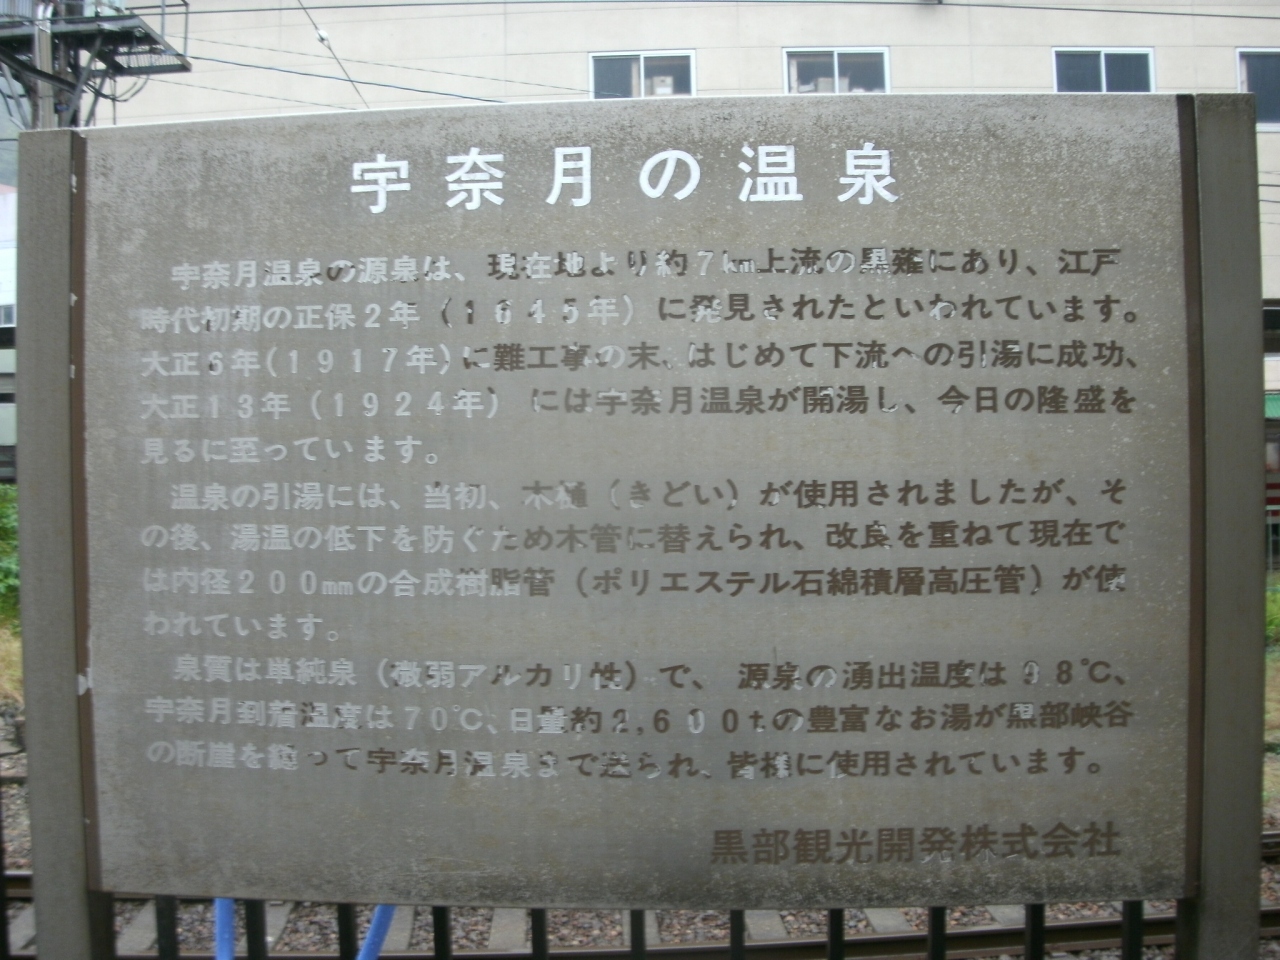 宇奈月の温泉
宇奈月温泉の源泉は、現在地より約7km上流の黒薙にあり、江戸
時代初期の正保2年(1645年)に発見されたといわれています。
大正6年(1917年)に難工事の末、はじめて下流への引湯に成功、
大正13年(1924年)には宇奈月温泉が開湯し、今日の隆盛を
見るに至っています。
温泉の引湯には、当初、木樋(きどい)が使用されましたが、そ
の後、湯温の低下を防ぐため木管に替えられ、改良を重ねて現在で
は内径200mmの合成樹脂管(ポリエステル石綿積層高圧管)が使
われています。
泉質は単純泉(微弱アルカリ性)で、源泉の湧出温度は98℃、
宇奈月到着温度は70℃、日量約2,600tの豊富なお湯が黒部峡谷
の断崖を縫って宇奈月温泉まで送られ、皆様に使用されています。
黒部観光開発株式会社